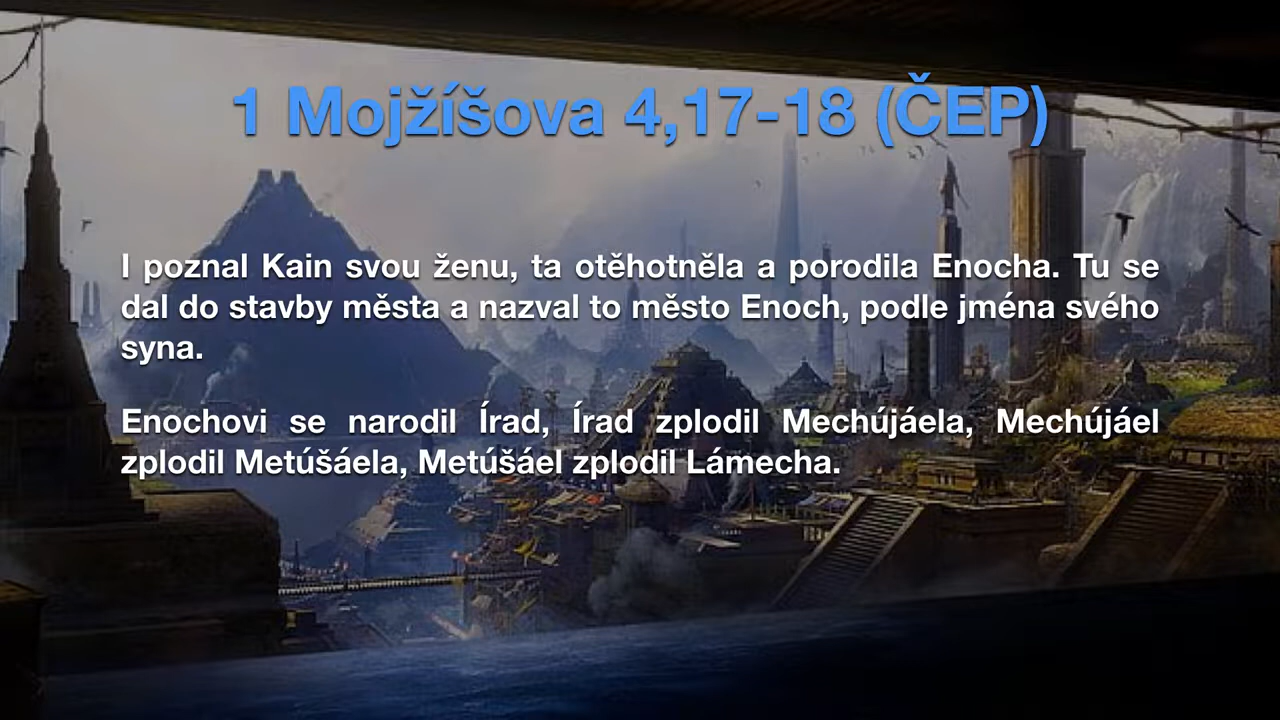 1 Mojžíšova 4,17-18 (ČEP)
I poznal Kain svou ženu, ta otěhotněla a porodila Enocha. Tu se
dal do stavby města a nazval to město Enoch, podle jména svého
syna.
Enochovi se narodil Írad, Írad zplodil Mechújáela, Mechújáel
zplodil Metúšáela, Metúšáel zplodil Lámecha.